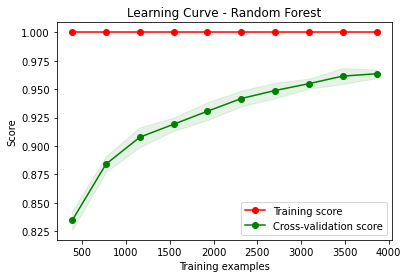 Learning Curve - Random Forest
1.000
0.975
0.950
0.925
0.900
0.875
0.850
0.825
Score
Training score
Cross-validation score
500 1000 1500 2000 2500 3000 3500 4000
Training examples